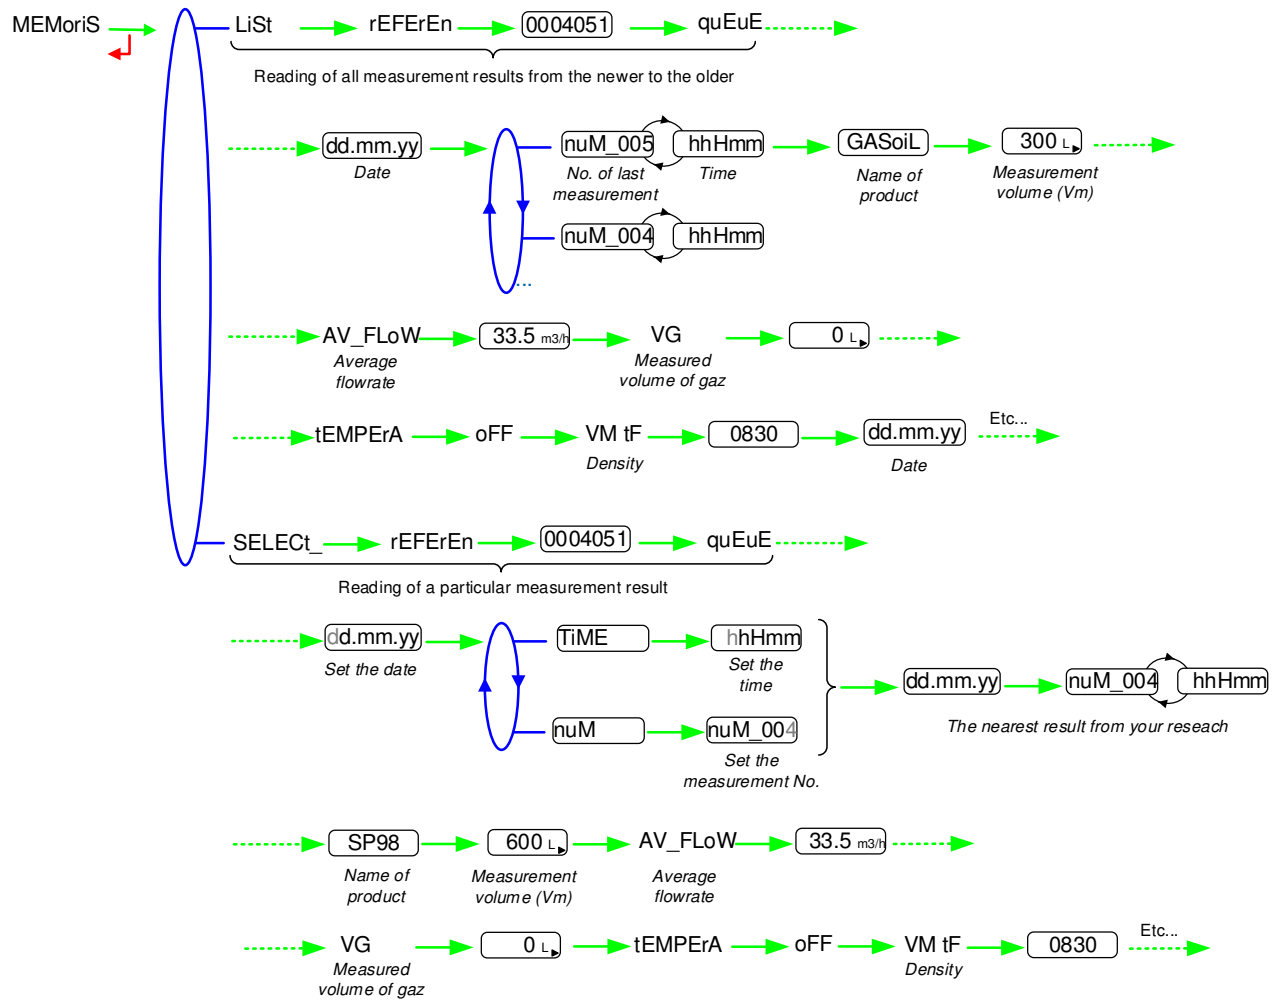 MEMoriS LiSt rEFErEn 0004051 quEuE
Reading of all measurement results from the newer to the older
dd.mm.yy nuM_005 hhHmm GASoiL 300 L
Date No. of last Time Name of Measurement
measurement product volume (Vm)
nuM_004 hhHmm
...
AV_FLoW 33.5 m3/h VG 0 L
Average Measured
flowrate volume of gaz
Etc...
tEMPErA oFF VM tF 0830 dd.mm.yy
Density Date
SELECt_ rEFErEn 0004051 quEuE
Reading of a particular measurement result
dd.mm.yy TiME hhHmm
Set the date Set the
time
dd.mm.yy nuM_004 hhHmm
nuM nuM_004 The nearest result from your reseach
Set the
measurement No.
SP98 600 L AV_FLoW 33.5 m3/h
Name of Measurement Average
product volume (Vm) flowrate
Etc...
VG 0 L tEMPErA oFF VM tF 0830
Measured Density
volume of gaz